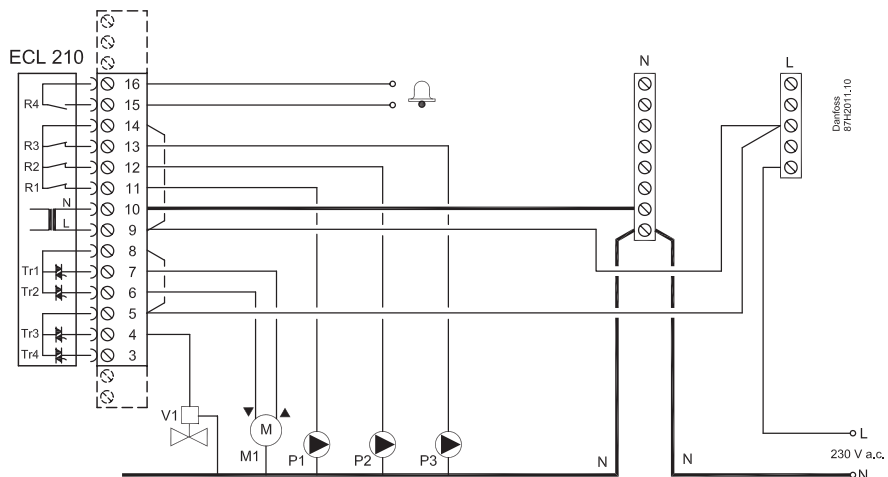 ECL 210
N
L
Danfoss
87H2011.10
R4
R3
R2
R1
N
L
Tr1
Tr2
Tr3
Tr4
16
15
14
13
12
11
10
9
8
7
6
5
4
3
V1
M
M1
P1
P2
P3
N
N
L
230 V a.c.
N